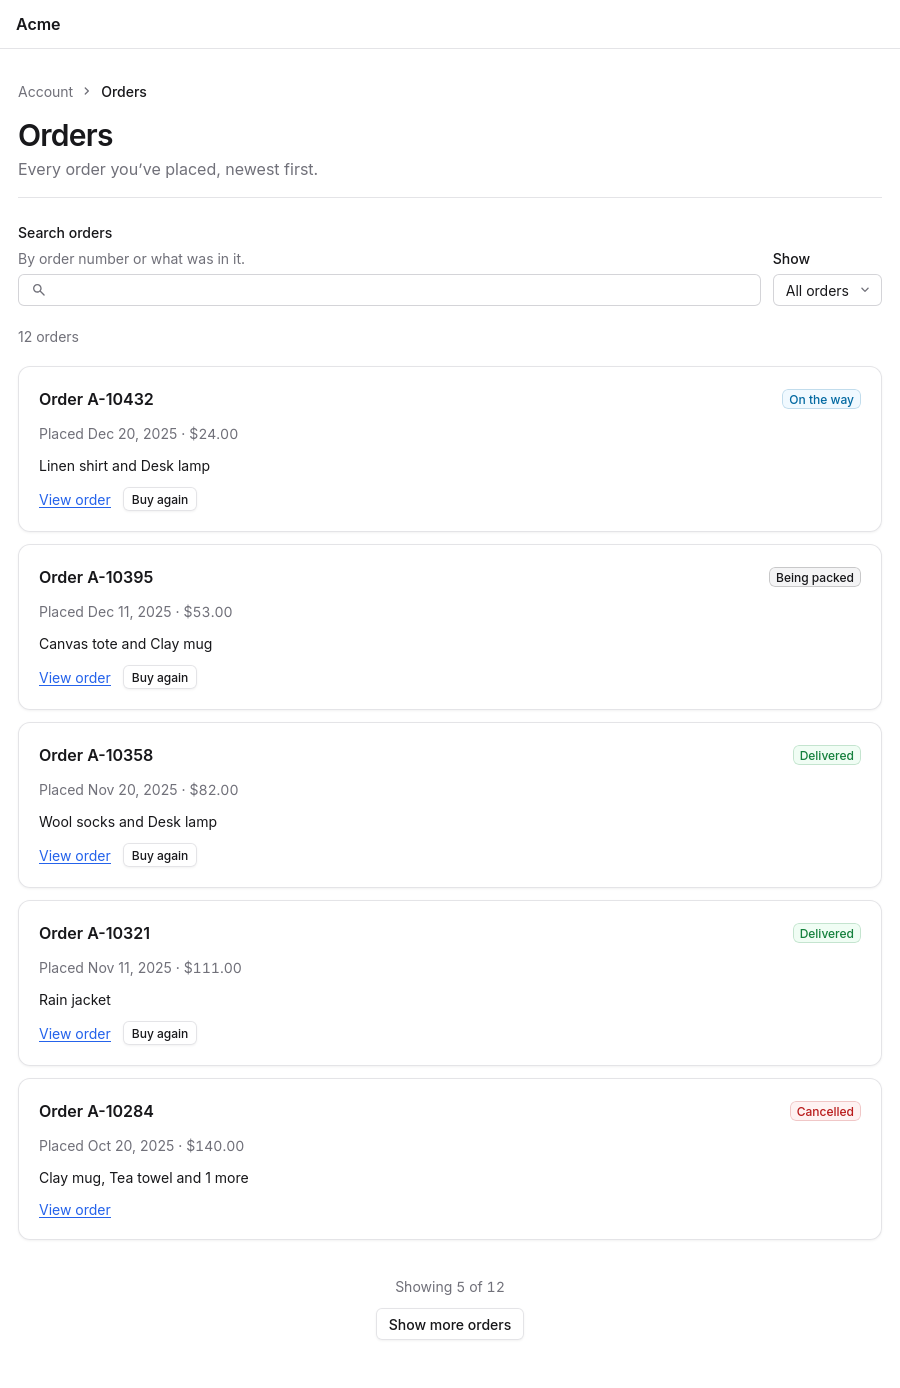 Acme
Account > Orders
Orders
Every order you’ve placed, newest first.
Search orders
By order number or what was in it.
Show
All orders
12 orders
Order A-10432
On the way
Placed Dec 20, 2025 · $24.00
Linen shirt and Desk lamp
View order
Buy again
Order A-10395
Being packed
Placed Dec 11, 2025 · $53.00
Canvas tote and Clay mug
View order
Buy again
Order A-10358
Delivered
Placed Nov 20, 2025 · $82.00
Wool socks and Desk lamp
View order
Buy again
Order A-10321
Delivered
Placed Nov 11, 2025 · $111.00
Rain jacket
View order
Buy again
Order A-10284
Cancelled
Placed Oct 20, 2025 · $140.00
Clay mug, Tea towel and 1 more
View order
Showing 5 of 12
Show more orders